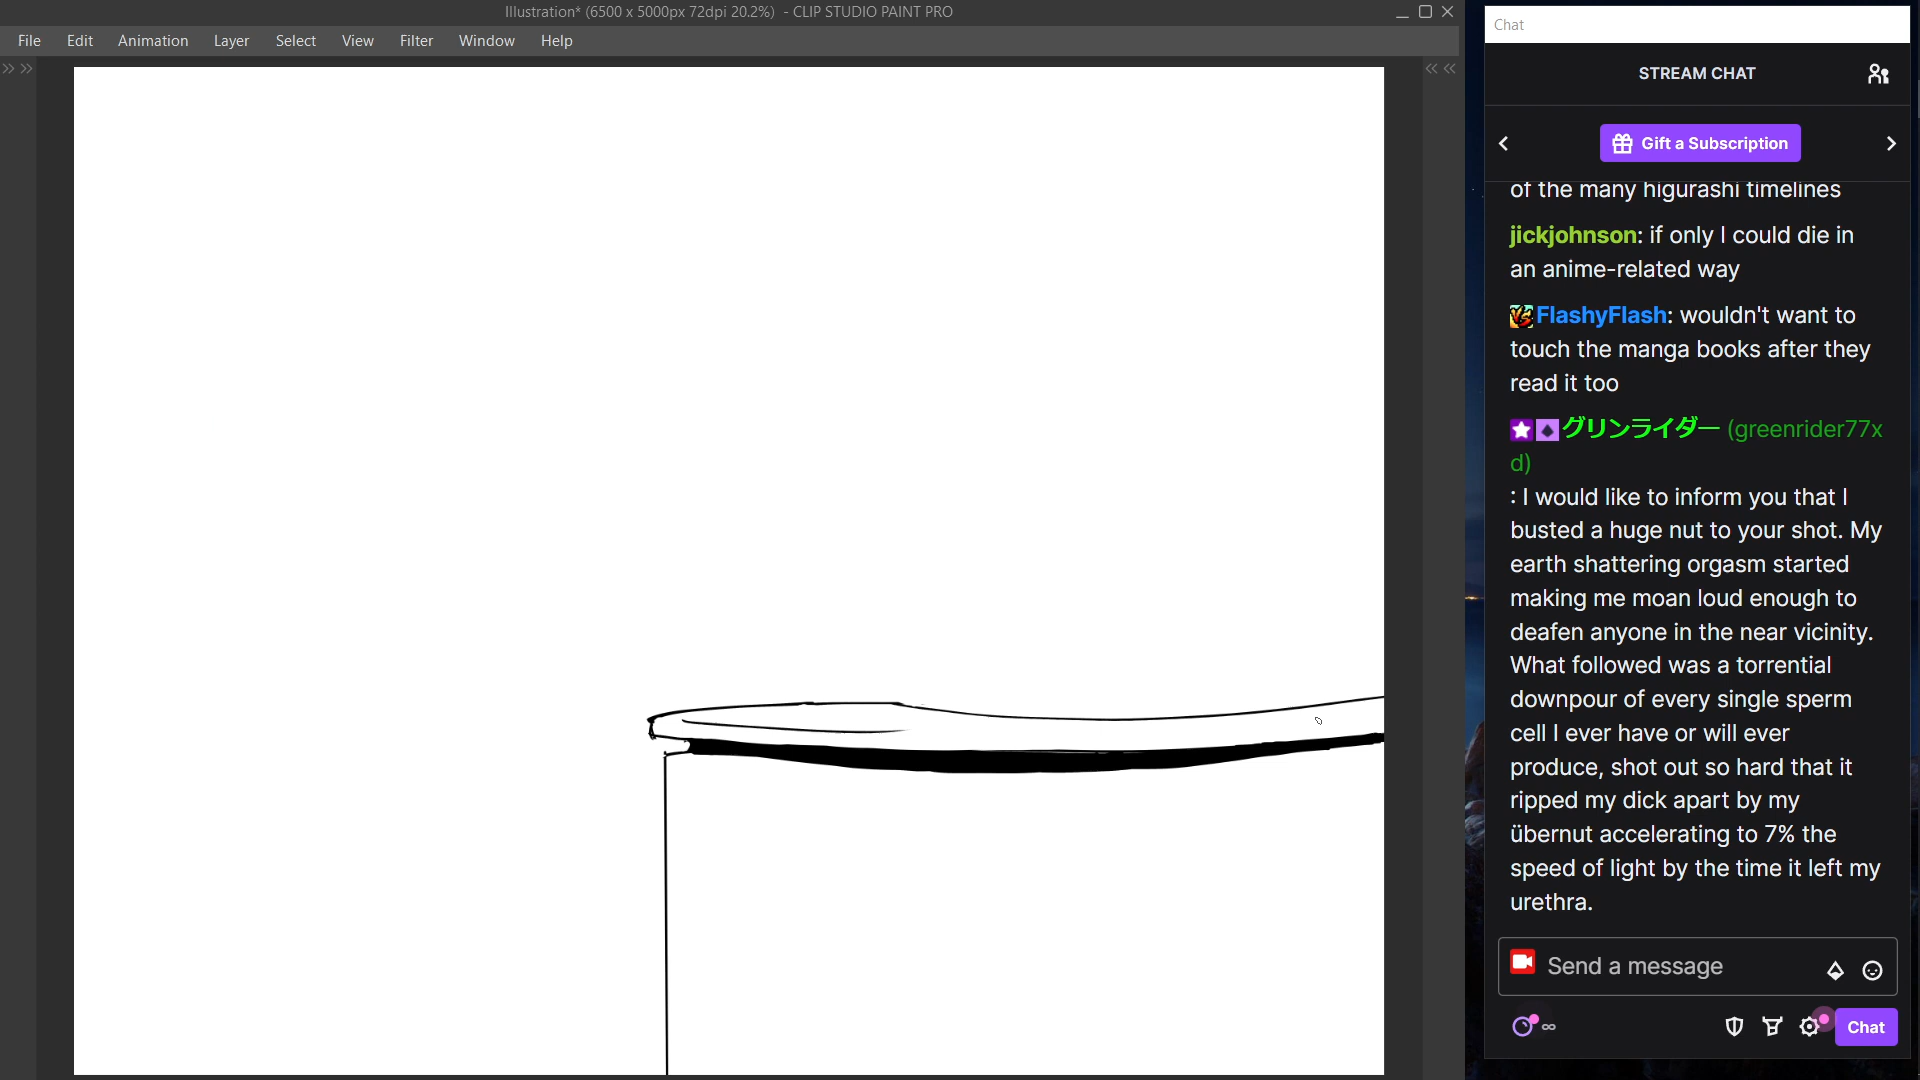 Illustration* (6500 x 5000px 72dpi 20.2%) - CLIP STUDIO PAINT PRO
File Edit Animation Layer Select View Filter Window Help
Chat
STREAM CHAT
Gift a Subscription
of the many higurashi timelines
jickjohnson: if only I could die in
an anime-related way
FlashyFlash: wouldn't want to
touch the manga books after they
read it too
グリンライダー (greenrider77x
d)
: I would like to inform you that I
busted a huge nut to your shot. My
earth shattering orgasm started
making me moan loud enough to
deafen anyone in the near vicinity.
What followed was a torrential
downpour of every single sperm
cell I ever have or will ever
produce, shot out so hard that it
ripped my dick apart by my
übernut accelerating to 7% the
speed of light by the time it left my
urethra.
Send a message
∞
Chat